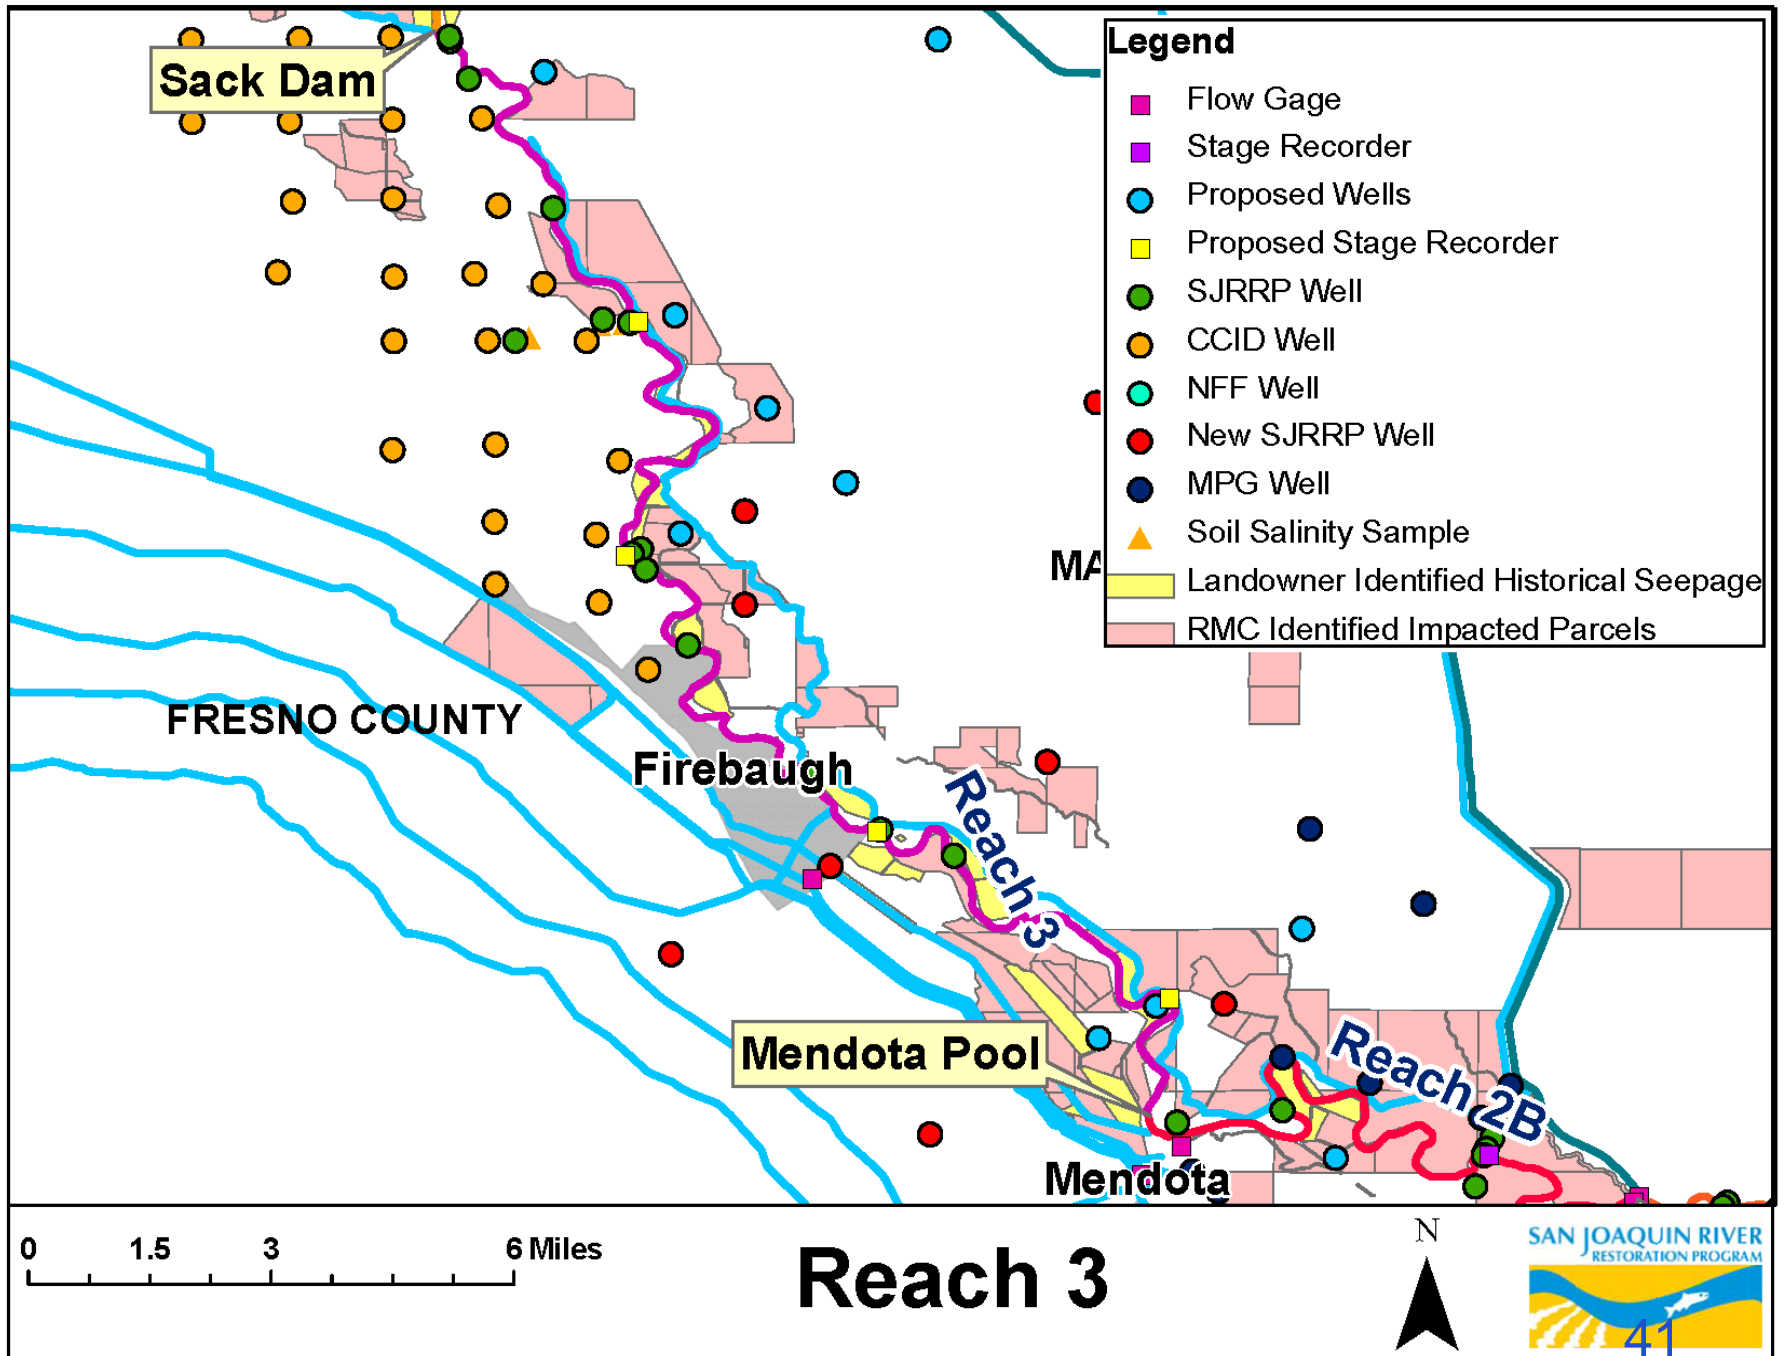 Sack Dam
Legend
Flow Gage
Stage Recorder
Proposed Wells
Proposed Stage Recorder
SJRRP Well
CCID Well
NFF Well
New SJRRP Well
MPG Well
Soil Salinity Sample
Landowner Identified Historical Seepage
RMC Identified Impacted Parcels
MA
FRESNO COUNTY
Firebaugh
Reach 3
Mendota Pool
Reach 2B
Mendota
0 1.5 3 6 Miles
Reach 3
N
SAN JOAQUIN RIVER
RESTORATION PROGRAM
41